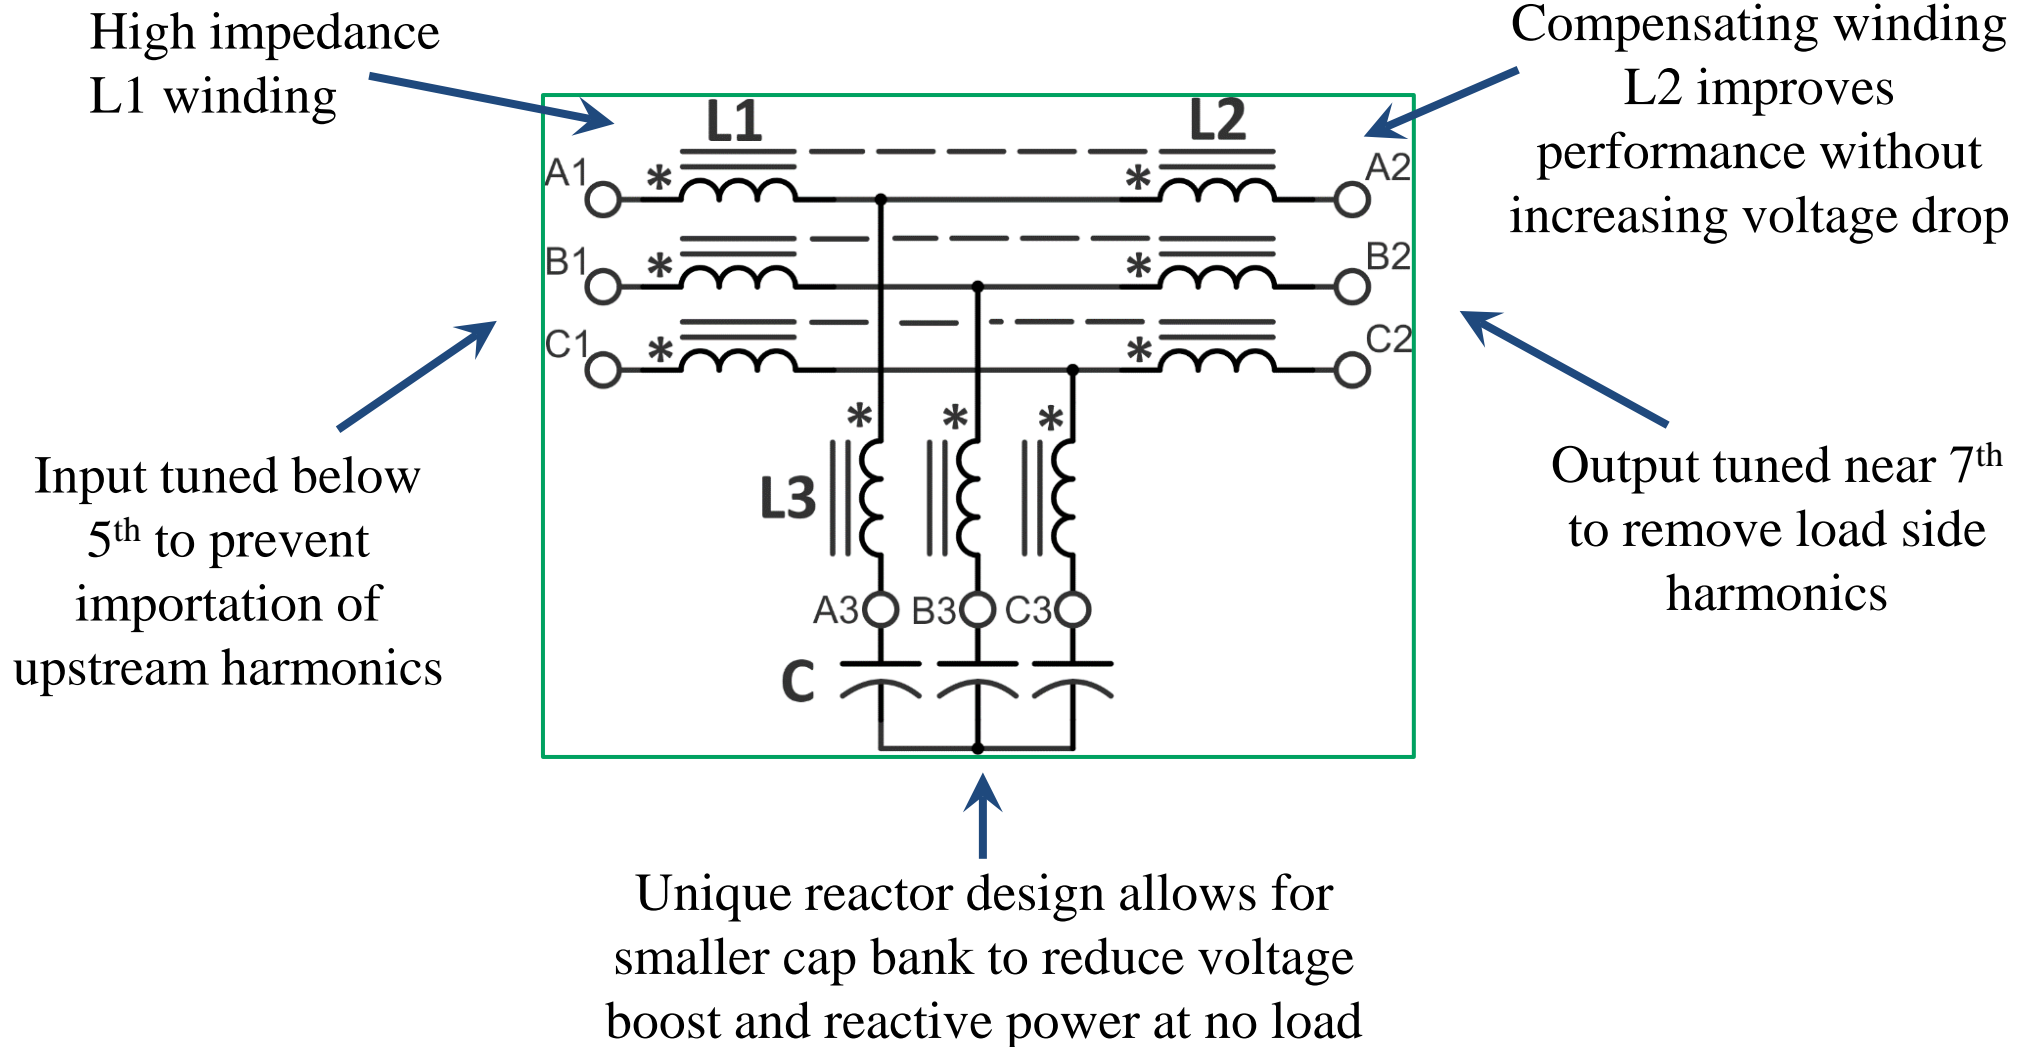 High impedance
L1 winding
Compensating winding
L2 improves
performance without
increasing voltage drop
L1
L2
A1
*
*
A2
B1
*
*
B2
C1
*
*
C2
* * *
L3
A3 B3 C3
C
Input tuned below
5th to prevent
importation of
upstream harmonics
Output tuned near 7th
to remove load side
harmonics
Unique reactor design allows for
smaller cap bank to reduce voltage
boost and reactive power at no load